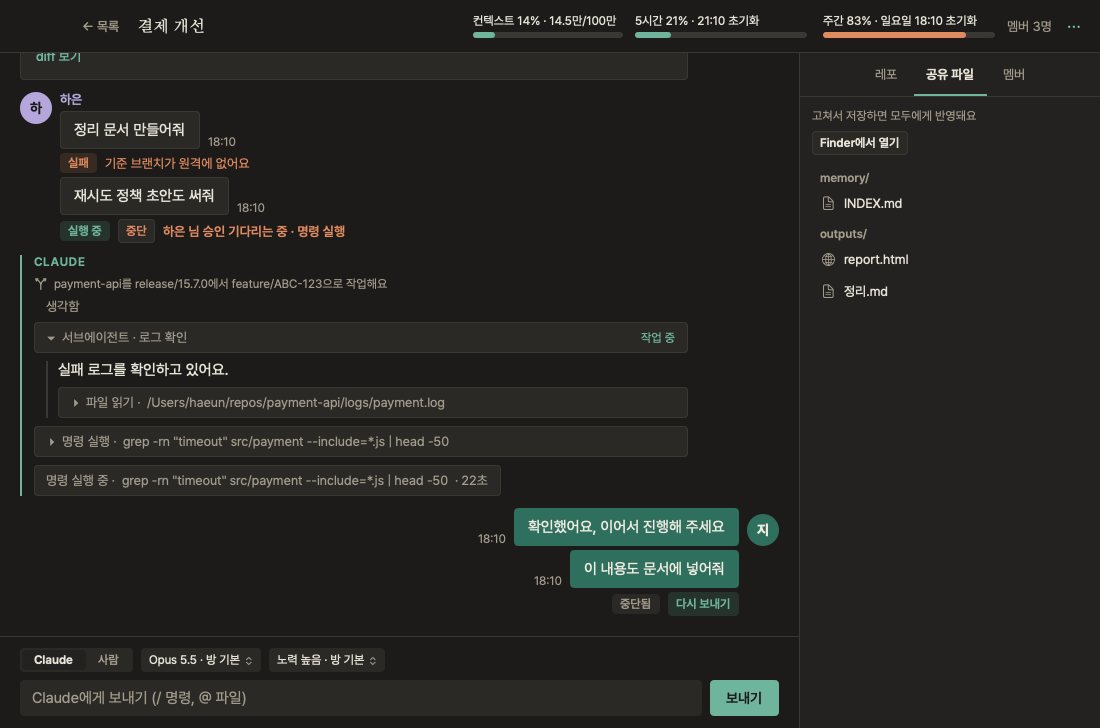 ← 목록
결제 개선
컨텍스트 14% · 14.5만/100만
5시간 21% · 21:10 초기화
주간 83% · 일요일 18:10 초기화
멤버 3명
···
diff 보기
하
하은
정리 문서 만들어줘
18:10
실패 기준 브랜치가 원격에 없어요
재시도 정책 초안도 써줘
18:10
실행 중 중단 하은 님 승인 기다리는 중 · 명령 실행
CLAUDE
payment-api를 release/15.7.0에서 feature/ABC-123으로 작업해요
생각함
서브에이전트 · 로그 확인
작업 중
실패 로그를 확인하고 있어요.
파일 읽기 · /Users/haeun/repos/payment-api/logs/payment.log
명령 실행 · grep -rn "timeout" src/payment --include=*.js | head -50
명령 실행 중 · grep -rn "timeout" src/payment --include=*.js | head -50 · 22초
18:10
확인했어요, 이어서 진행해 주세요
지
18:10
이 내용도 문서에 넣어줘
중단됨 다시 보내기
Claude 사람 Opus 5.5 · 방 기본 노력 높음 · 방 기본
Claude에게 보내기 (/ 명령, @ 파일)
보내기
레포 공유 파일 멤버
고쳐서 저장하면 모두에게 반영돼요
Finder에서 열기
memory/
INDEX.md
outputs/
report.html
정리.md